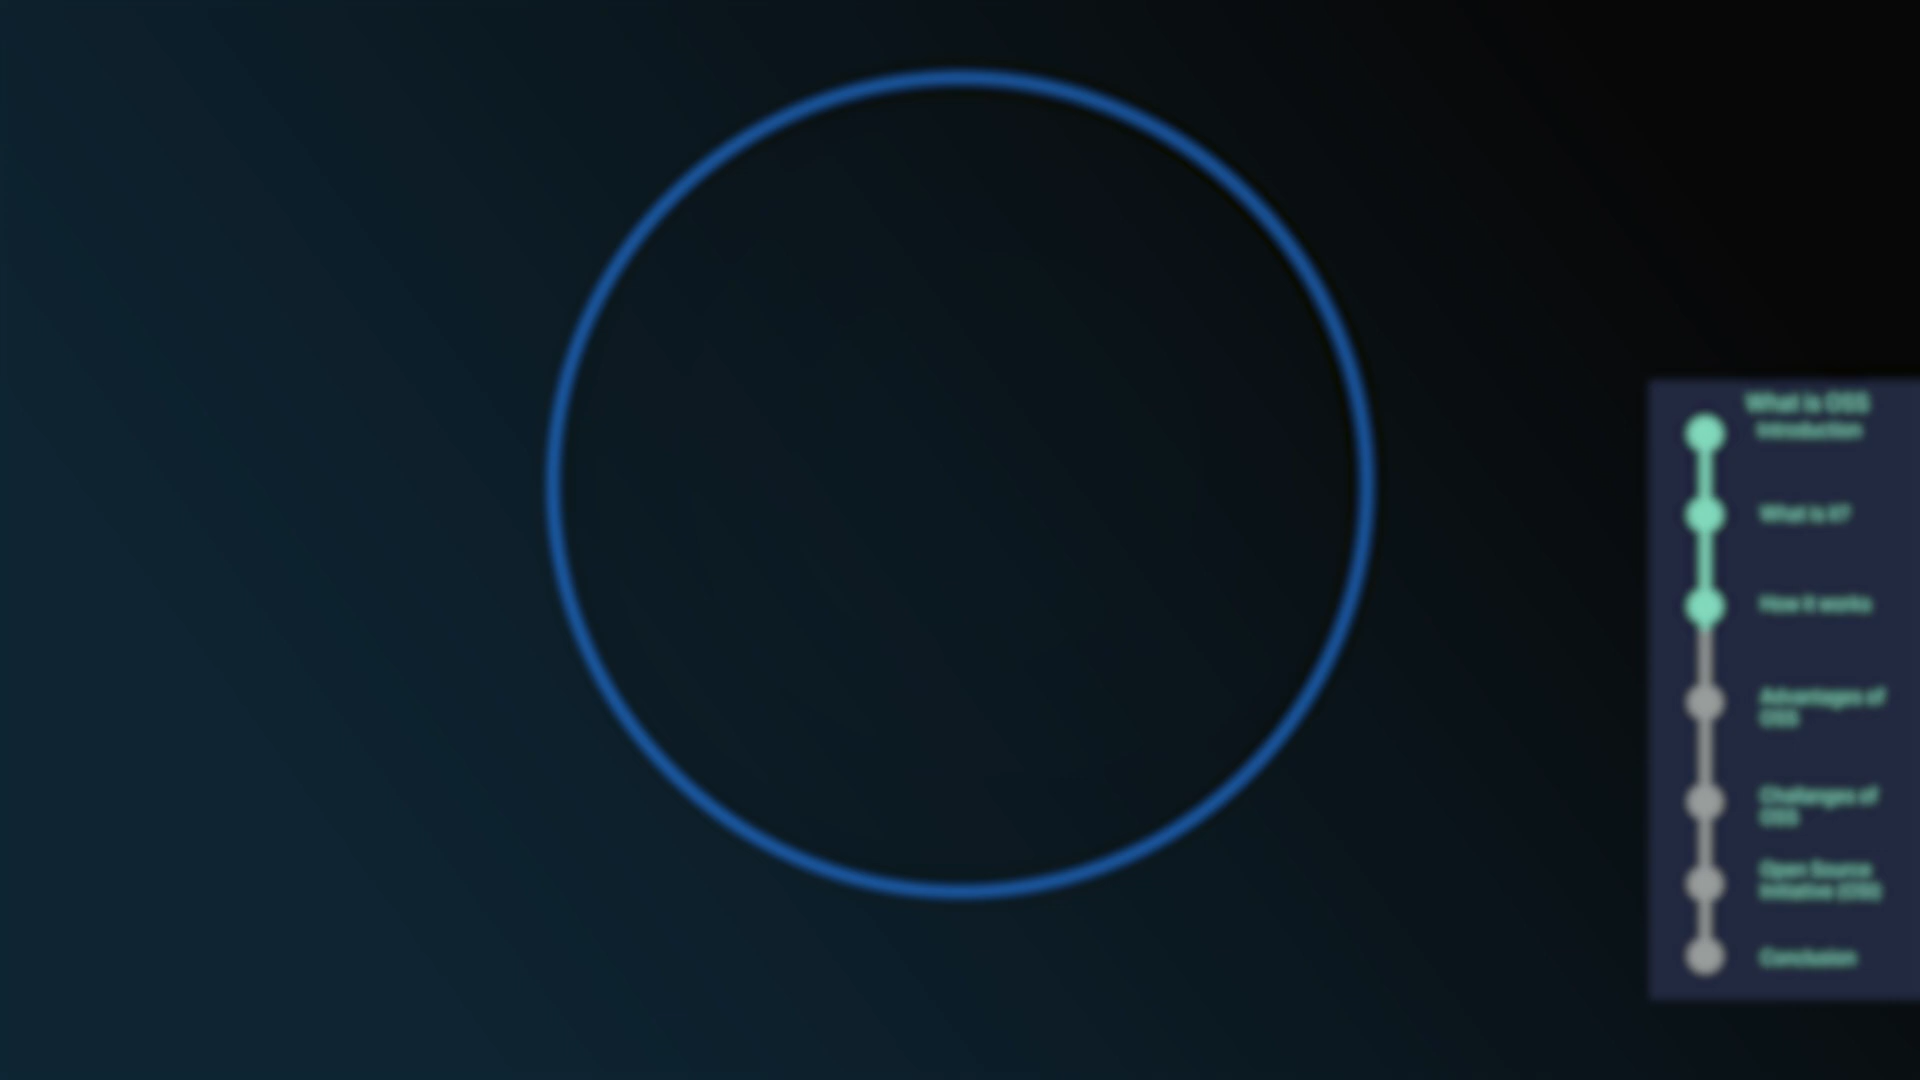 What is OSS
Introduction
What is it?
How it works
Advantages of
OSS
Challenges of
OSS
Open Source
Initiative (OSI)
Conclusion